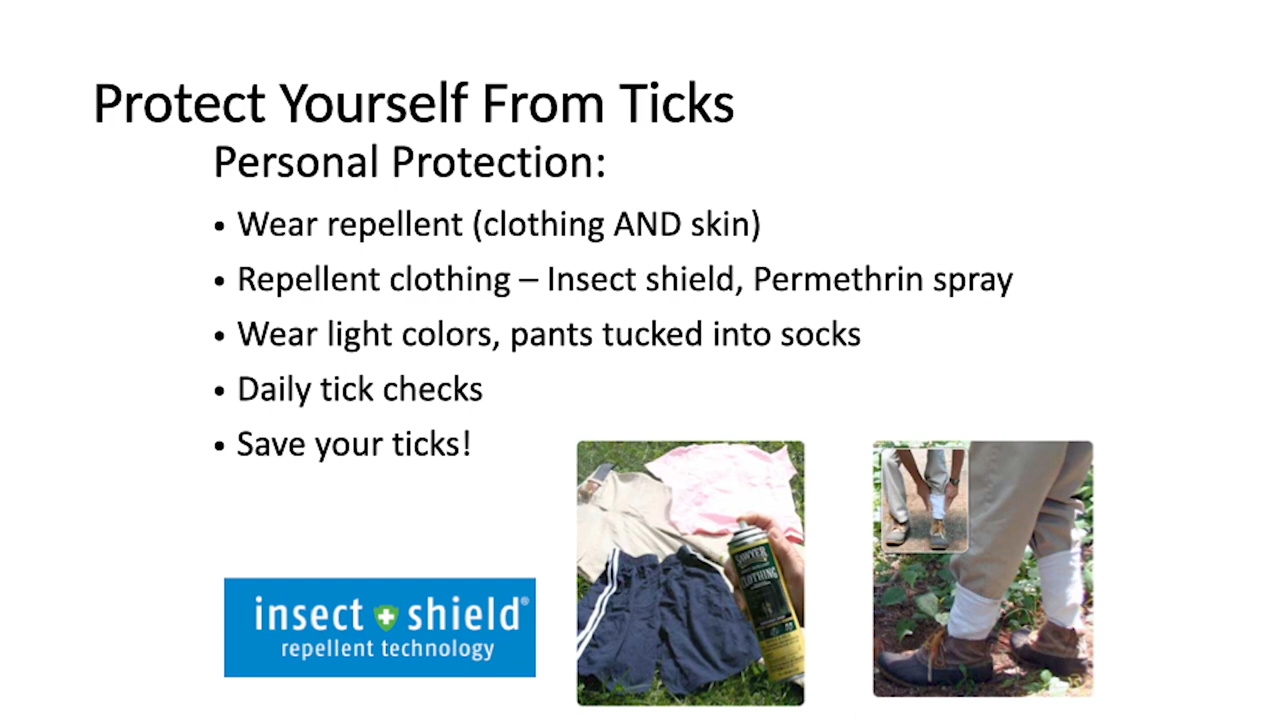 Protect Yourself From Ticks
Personal Protection:
• Wear repellent (clothing AND skin)
• Repellent clothing – Insect shield, Permethrin spray
• Wear light colors, pants tucked into socks
• Daily tick checks
• Save your ticks!
insect shield®
repellent technology
SAWYER
CLOTHING